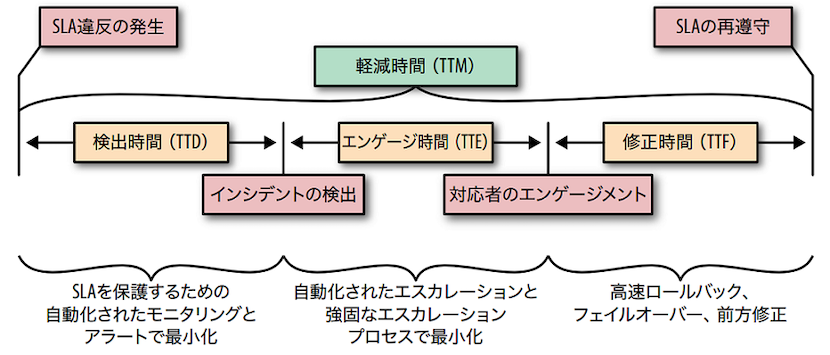 SLA違反の発生
SLAの再遵守
軽減時間（TTM）
検出時間（TTD）
エンゲージ時間（TTE）
修正時間（TTF）
インシデントの検出
対応者のエンゲージメント
SLAを保護するための
自動化されたモニタリングと
アラートで最小化
自動化されたエスカレーションと
強固なエスカレーション
プロセスで最小化
高速ロールバック、
フェイルオーバー、前方修正